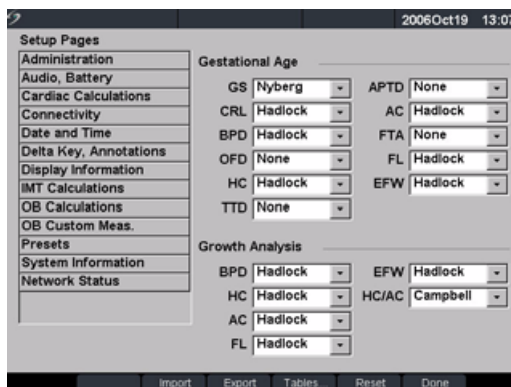 2006Oct19 13:07
Setup Pages
Administration
Audio, Battery
Cardiac Calculations
Connectivity
Date and Time
Delta Key, Annotations
Display Information
IMT Calculations
OB Calculations
OB Custom Meas.
Presets
System Information
Network Status
Gestational Age
GS Nyberg APTD None
CRL Hadlock AC Hadlock
BPD Hadlock FTA None
OFD None FL Hadlock
HC Hadlock EFW Hadlock
TTD None
Growth Analysis
BPD Hadlock EFW Hadlock
HC Hadlock HC/AC Campbell
AC Hadlock
FL Hadlock
Import Export Tables... Reset Done